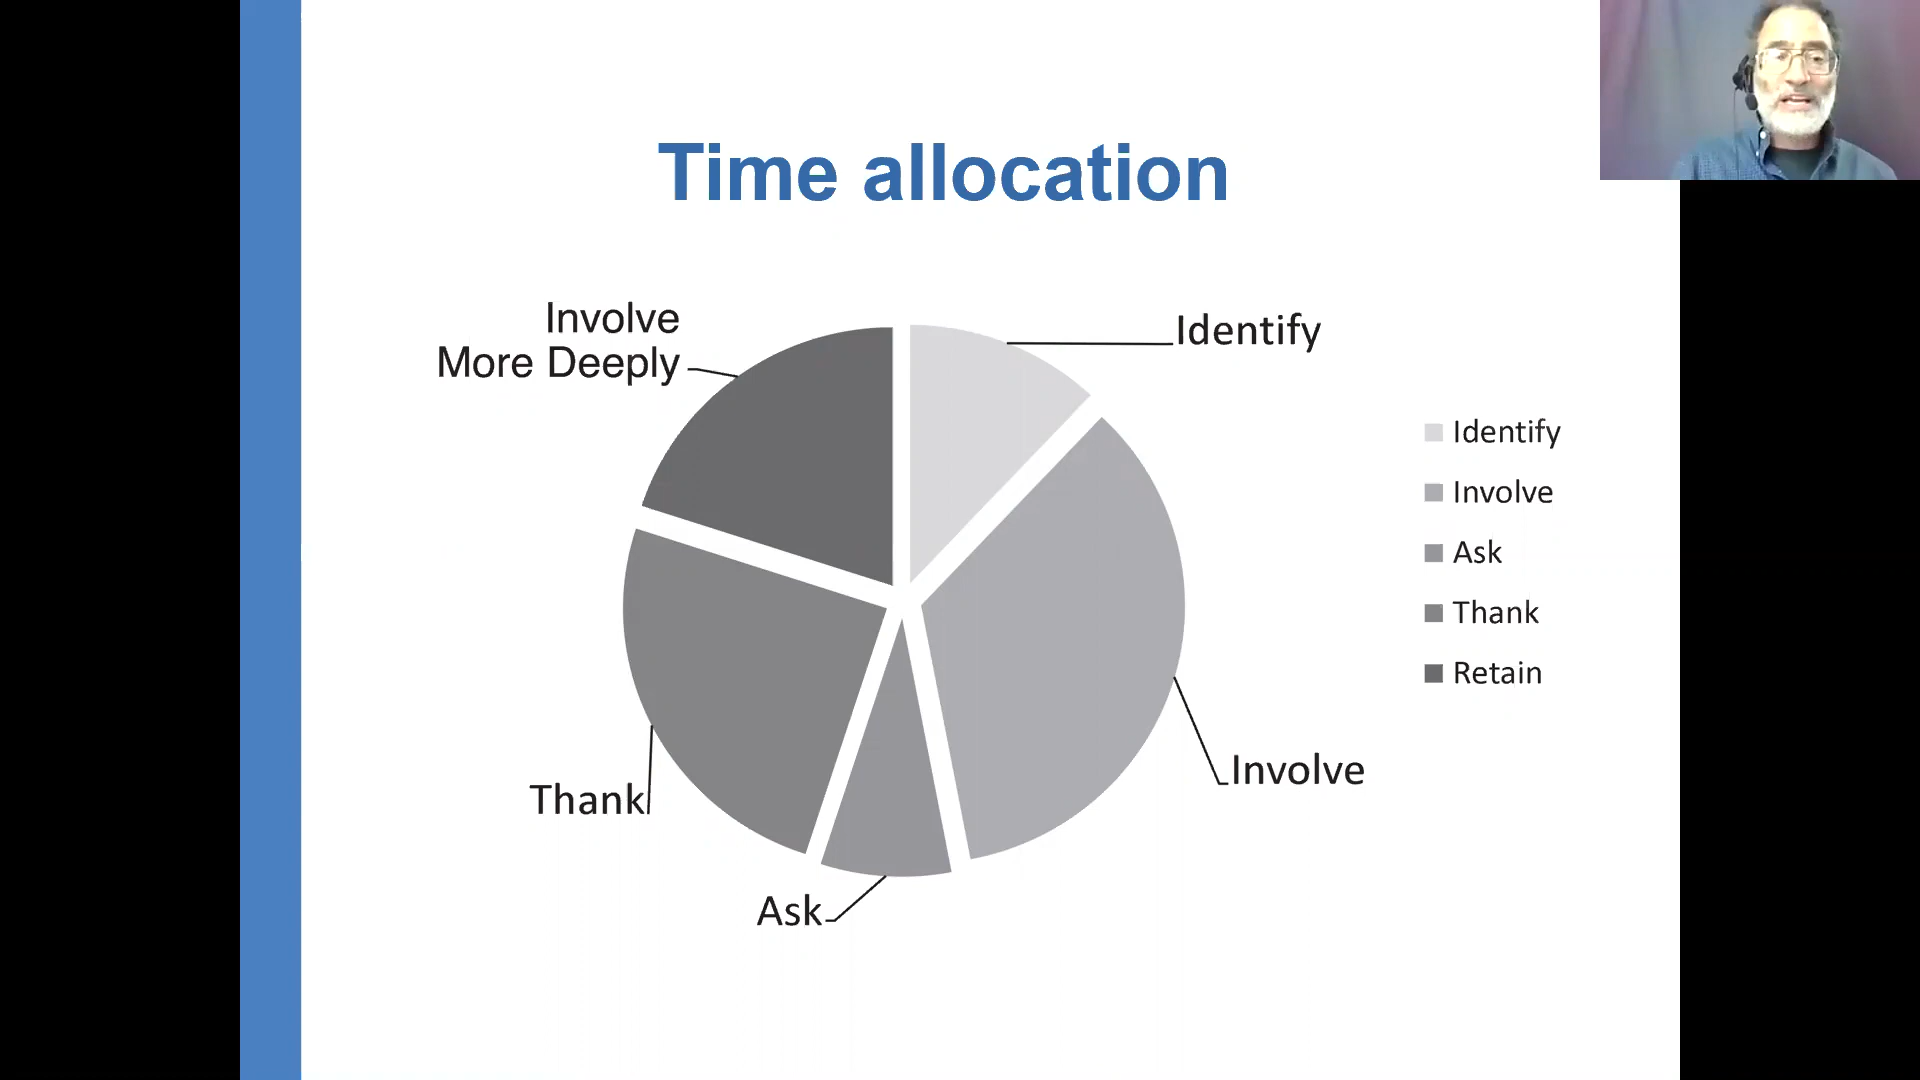 Time allocation
Involve
More Deeply
Identify
Identify
Involve
Ask
Thank
Retain
Involve
Thank
Ask